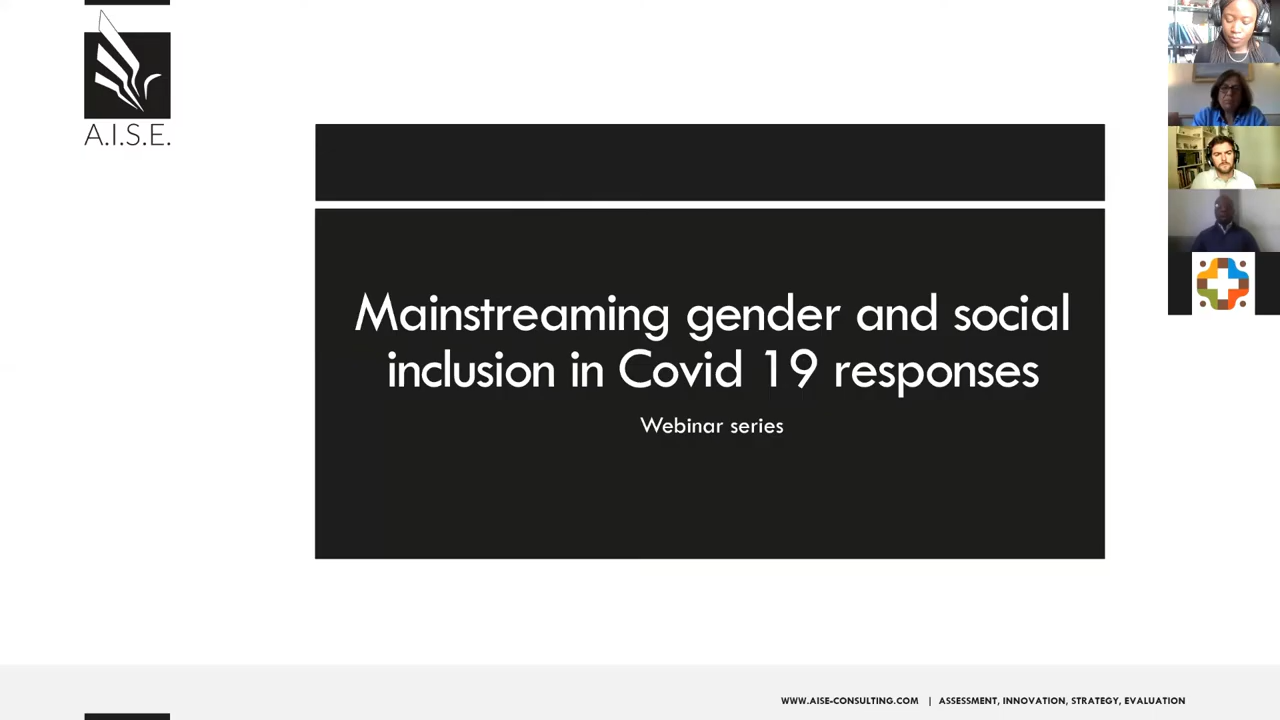 A.I.S.E.
Mainstreaming gender and social
inclusion in Covid 19 responses
Webinar series
WWW.AISE-CONSULTING.COM | ASSESSMENT, INNOVATION, STRATEGY, EVALUATION